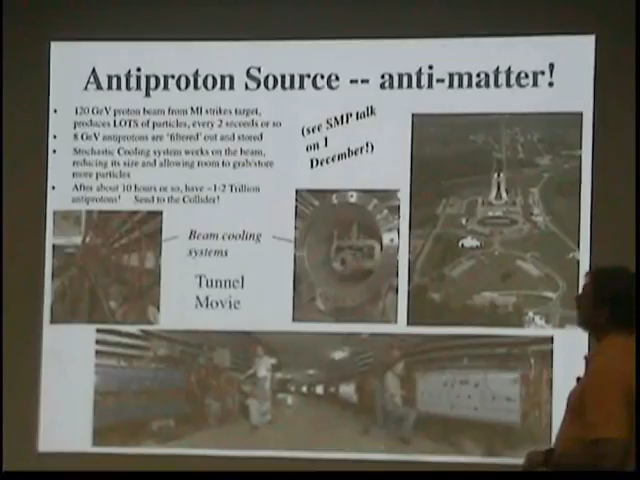 Antiproton Source -- anti-matter!
120 GeV proton beam from MI strikes target,
produces LOTS of particles, every 2 seconds or so
8 GeV antiprotons are 'filtered' out and stored
Stochastic Cooling system works on the beam,
reducing its size and allowing room to grab/store
more particles
After about 10 hours or so, have ~1-2 Trillion
antiprotons! Send to the Collider!
(see SMP talk
on 1
December!)
Beam cooling
systems
Tunnel
Movie